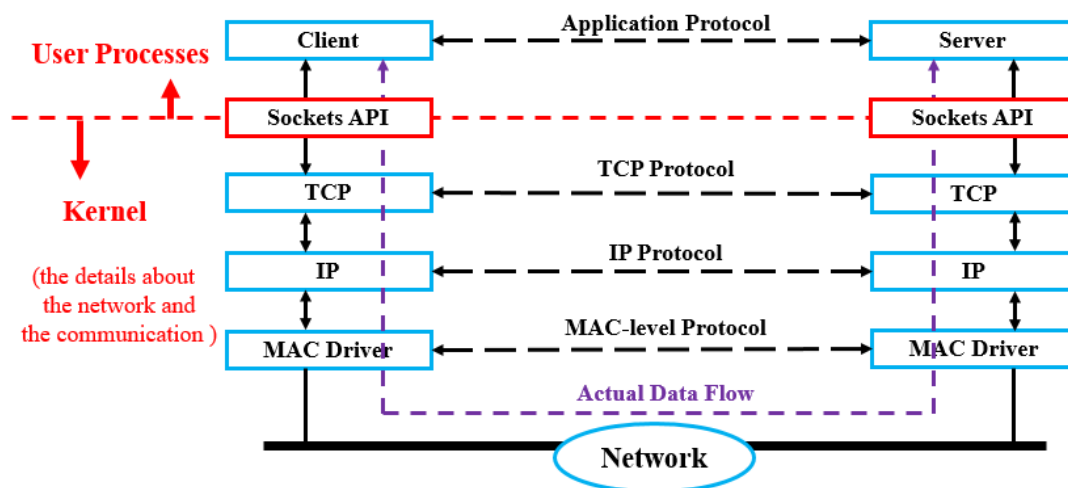 Application Protocol
Client
Server
User Processes
Sockets API
Sockets API
TCP Protocol
TCP
TCP
Kernel
IP Protocol
IP
IP
(the details about
the network and
the communication )
MAC-level Protocol
MAC Driver
MAC Driver
Actual Data Flow
Network